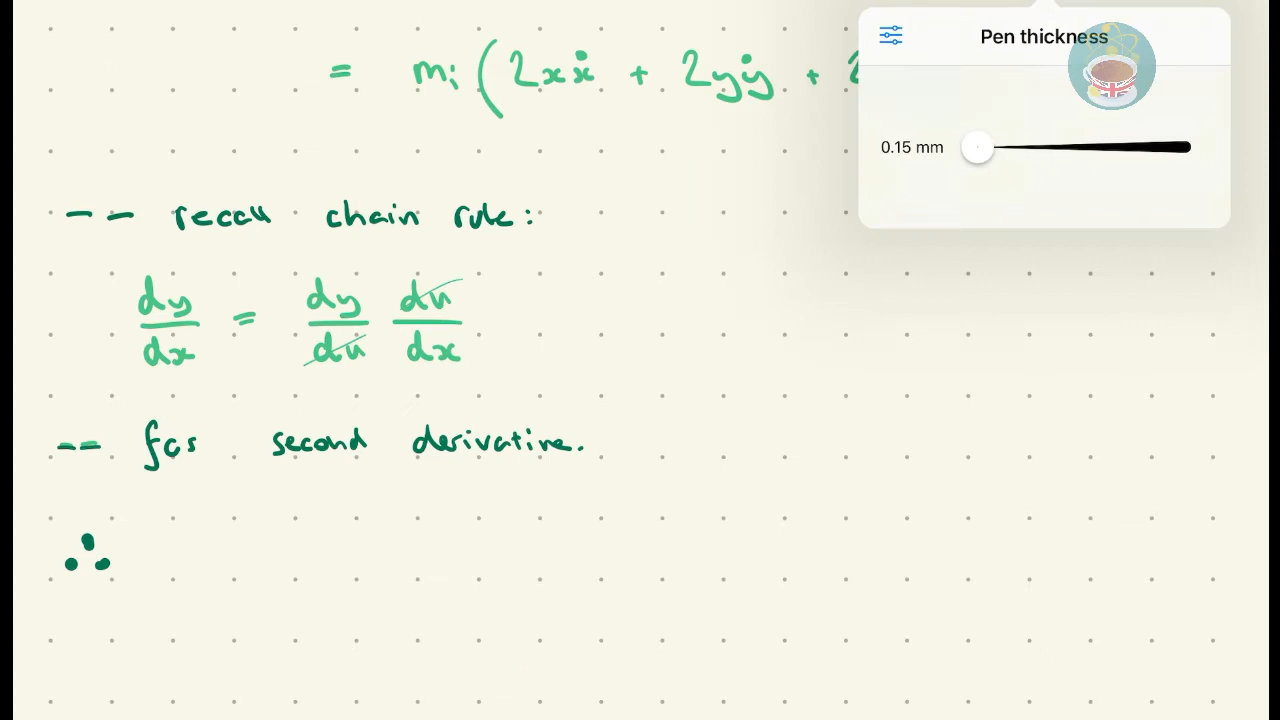 Pen thickness
= mᵢ (2xẋ + 2yẏ + 2
0.15 mm
-- recall chain rule:
dy/dx = dy/du du/dx
-- for second derivative.
∴